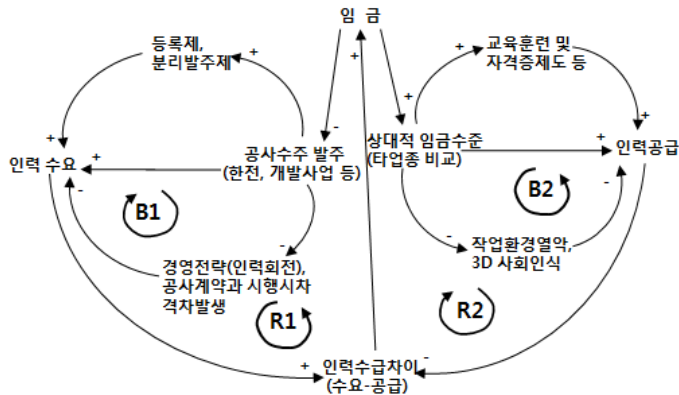 임 금
등록제,
분리발주제
교육훈련 및
자격증제도 등
+
+
+
-
+
+
+
공사수주 발주
(한전, 개발사업 등)
상대적 임금수준
(타업종 비교)
인력 수요
인력공급
+
+
-
-
B1
B2
-
-
경영전략(인력회전),
공사계약과 시행시차
격차발생
작업환경열악,
3D 사회인식
R1
R2
+
-
인력수급차이
(수요-공급)